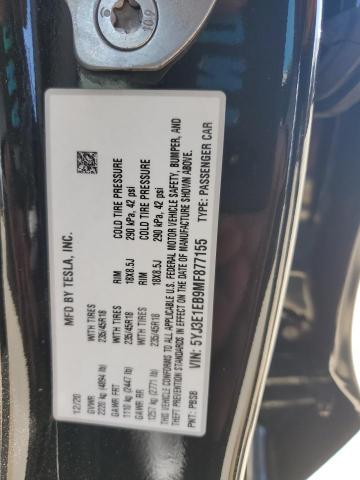 109
MFD BY TESLA, INC.
12/20
GVWR
2220 kg (4894 lb)
WITH TIRES
235/45R18
RIM
18X8.5J
COLD TIRE PRESSURE
290 kPa, 42 psi
GAWR FRT
1110 kg (2447 lb)
WITH TIRES
235/45R18
RIM
18X8.5J
COLD TIRE PRESSURE
290 kPa, 42 psi
GAWR RR
1257 kg (2771 lb)
THIS VEHICLE CONFORMS TO ALL U.S. FEDERAL MOTOR VEHICLE SAFETY, BUMPER, AND
THEFT PREVENTION STANDARDS IN EFFECT ON THE DATE OF MANUFACTURE SHOWN ABOVE.
VIN: 5YJ3E1EB9MF877155
PNT: PBSB
TYPE: PASSENGER CAR